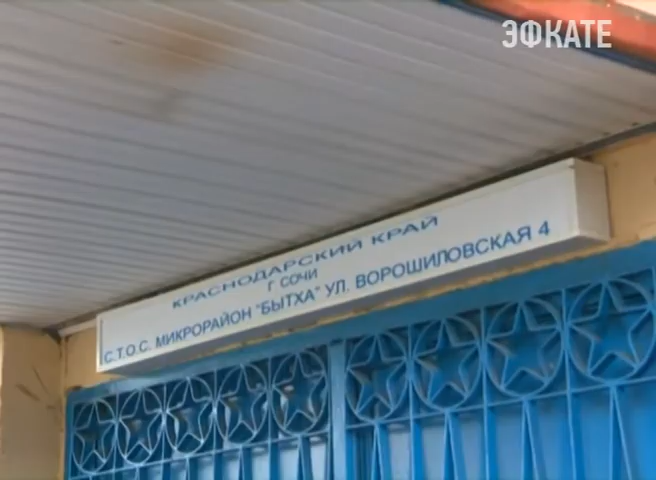 ЭФКАТЕ
КРАСНОДАРСКИЙ КРАЙ
Г СОЧИ
С.Т.О.С. МИКРОРАЙОН "БЫТХА" УЛ. ВОРОШИЛОВСКАЯ 4